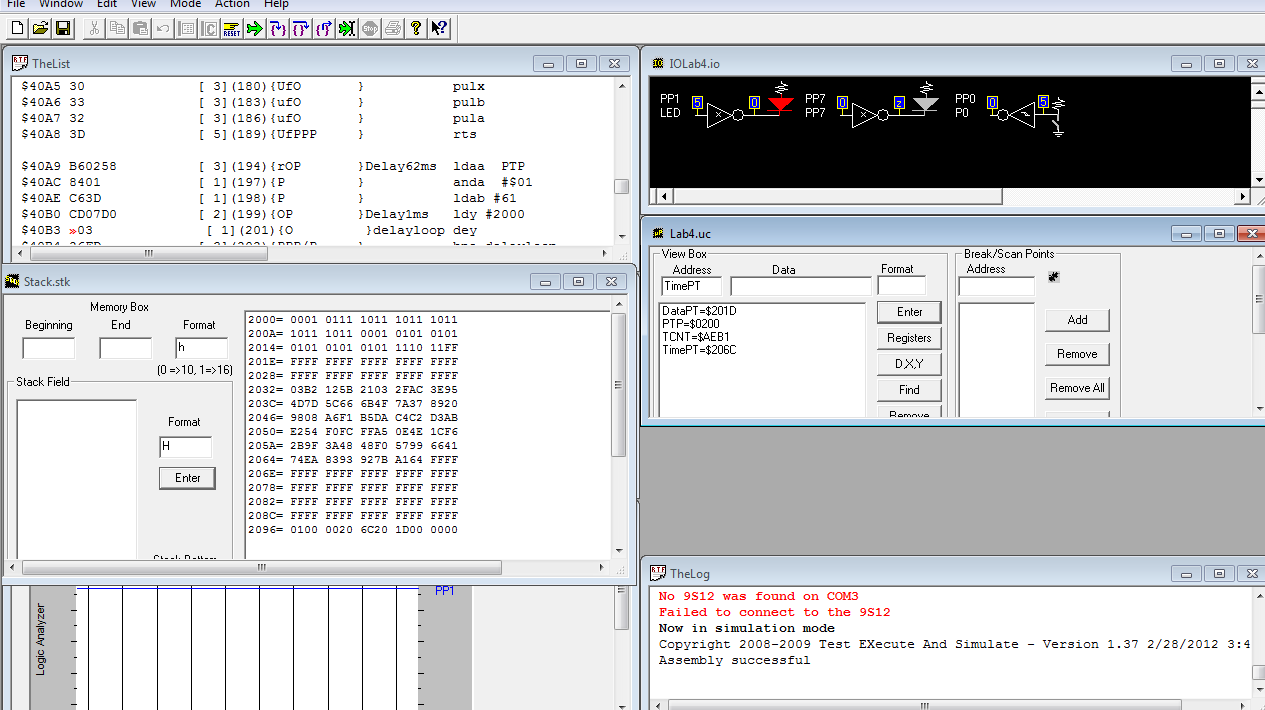 File Window Edit View Mode Action Help
RESET
Stop
TheList
$40A5 30 [ 3](180){UfO } pulx
$40A6 33 [ 3](183){ufO } pulb
$40A7 32 [ 3](186){ufO } pula
$40A8 3D [ 5](189){UfPPP } rts
$40A9 B60258 [ 3](194){rOP }Delay62ms ldaa PTP
$40AC 8401 [ 1](197){P } anda #$01
$40AE C63D [ 1](198){P } ldab #61
$40B0 CD07D0 [ 2](199){OP }Delay1ms ldy #2000
$40B3 »03 [ 1](201){O }delayloop dey
Stack.stk
Memory Box
Beginning End Format
h
(0 =>10, 1=>16)
Stack Field
Format
H
Enter
2000= 0001 0111 1011 1011 1011
200A= 1011 1011 0001 0101 0101
2014= 0101 0101 0101 1110 11FF
201E= FFFF FFFF FFFF FFFF FFFF
2028= FFFF FFFF FFFF FFFF FFFF
2032= 03B2 125B 2103 2FAC 3E95
203C= 4D7D 5C66 6B4F 7A37 8920
2046= 9808 A6F1 B5DA C4C2 D3AB
2050= E254 F0FC FFA5 0E4E 1CF6
205A= 2B9F 3A48 48F0 5799 6641
2064= 74EA 8393 927B A164 FFFF
206E= FFFF FFFF FFFF FFFF FFFF
2078= FFFF FFFF FFFF FFFF FFFF
2082= FFFF FFFF FFFF FFFF FFFF
208C= FFFF FFFF FFFF FFFF FFFF
2096= 0100 0020 6C20 1D00 0000
Logic Analyzer
PP1
IOLab4.io
PP1 5 0 PP7 0 z PP0 0 5
LED PP7 P0
Lab4.uc
View Box
Address Data Format
TimePT
DataPT=$201D
PTP=$0200
TCNT=$AEB1
TimePT=$206C
Enter
Registers
D,X,Y
Find
Remove
Break/Scan Points
Address
Add
Remove
Remove All
TheLog
No 9S12 was found on COM3
Failed to connect to the 9S12
Now in simulation mode
Copyright 2008-2009 Test EXecute And Simulate - Version 1.37 2/28/2012 3:4
Assembly successful